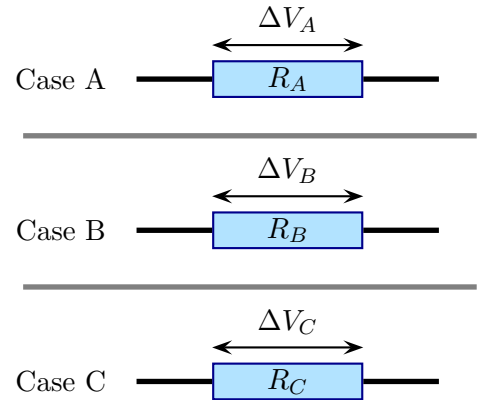 ΔV_A
Case A R_A
ΔV_B
Case B R_B
ΔV_C
Case C R_C